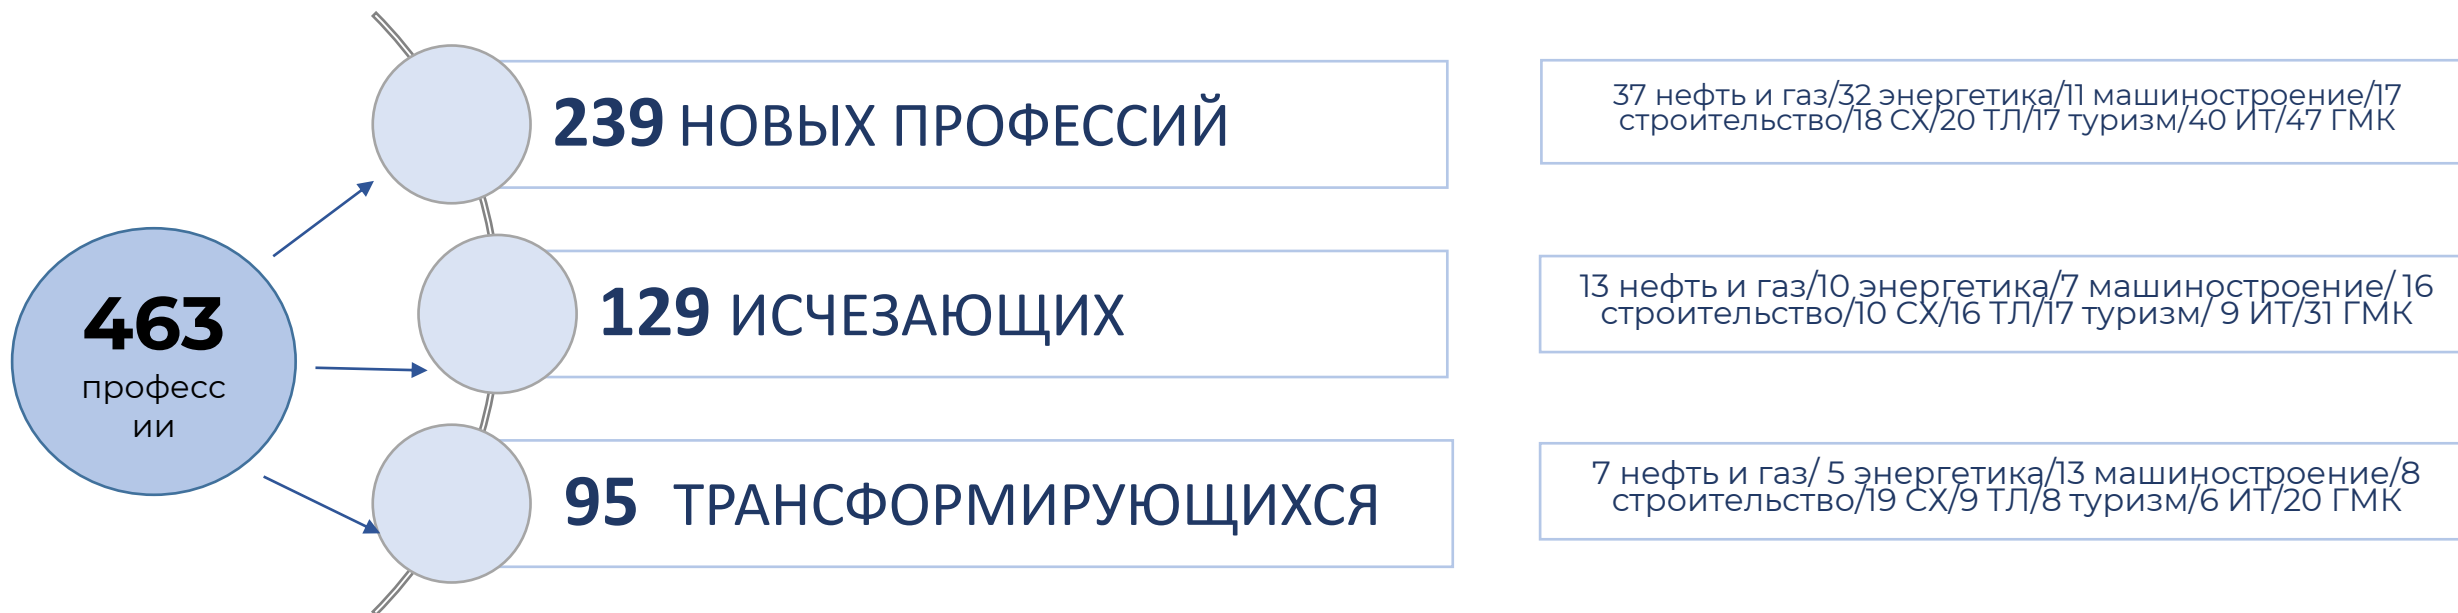 463
професс
ии
239 НОВЫХ ПРОФЕССИЙ
37 нефть и газ/32 энергетика/11 машиностроение/17
строительство/18 СХ/20 ТЛ/17 туризм/40 ИТ/47 ГМК
129 ИСЧЕЗАЮЩИХ
13 нефть и газ/10 энергетика/7 машиностроение/ 16
строительство/10 СХ/16 ТЛ/17 туризм/ 9 ИТ/31 ГМК
95 ТРАНСФОРМИРУЮЩИХСЯ
7 нефть и газ/ 5 энергетика/13 машиностроение/8
строительство/19 СХ/9 ТЛ/8 туризм/6 ИТ/20 ГМК